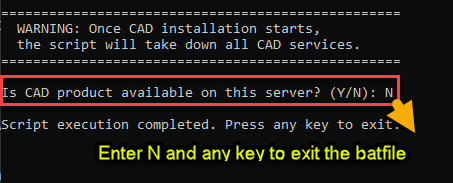 ====================================================
WARNING: Once CAD installation starts,
the script will take down all CAD services.
====================================================
Is CAD product available on this server? (Y/N): N
Script execution completed. Press any key to exit.
Enter N and any key to exit the batfile